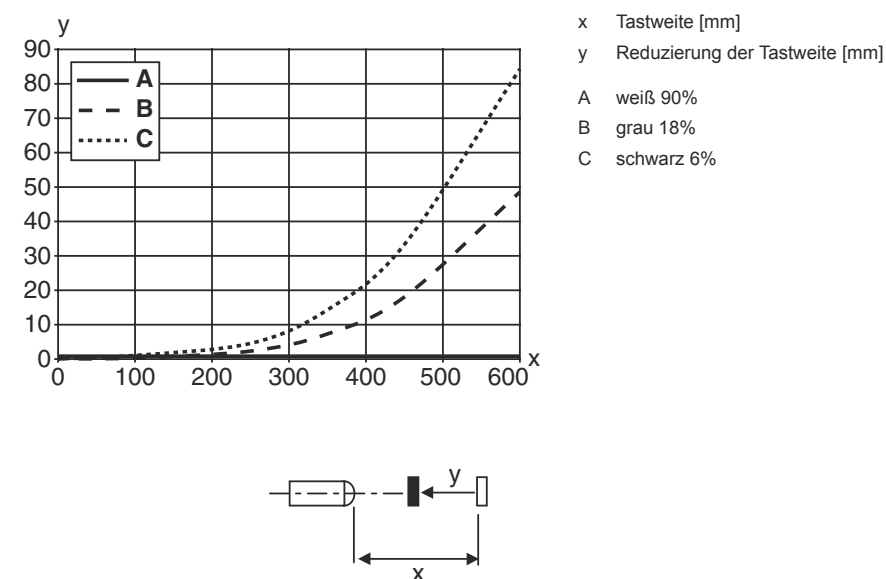 y
90
80
70
60
50
40
30
20
10
0
A
B
C
0 100 200 300 400 500 600 x
x Tastweite [mm]
y Reduzierung der Tastweite [mm]
A weiß 90%
B grau 18%
C schwarz 6%
y
x